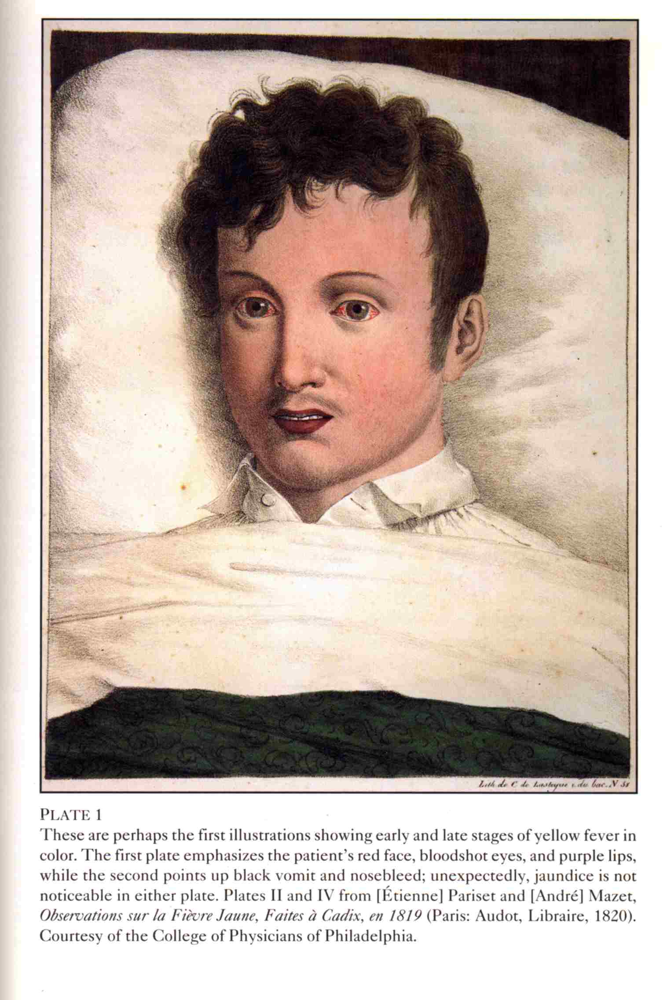 Lith de C de Lasteyrie r. du bac. N 58
PLATE 1
These are perhaps the first illustrations showing early and late stages of yellow fever in
color. The first plate emphasizes the patient's red face, bloodshot eyes, and purple lips,
while the second points up black vomit and nosebleed; unexpectedly, jaundice is not
noticeable in either plate. Plates II and IV from [Étienne] Pariset and [André] Mazet,
Observations sur la Fièvre Jaune, Faites à Cadix, en 1819 (Paris: Audot, Libraire, 1820).
Courtesy of the College of Physicians of Philadelphia.